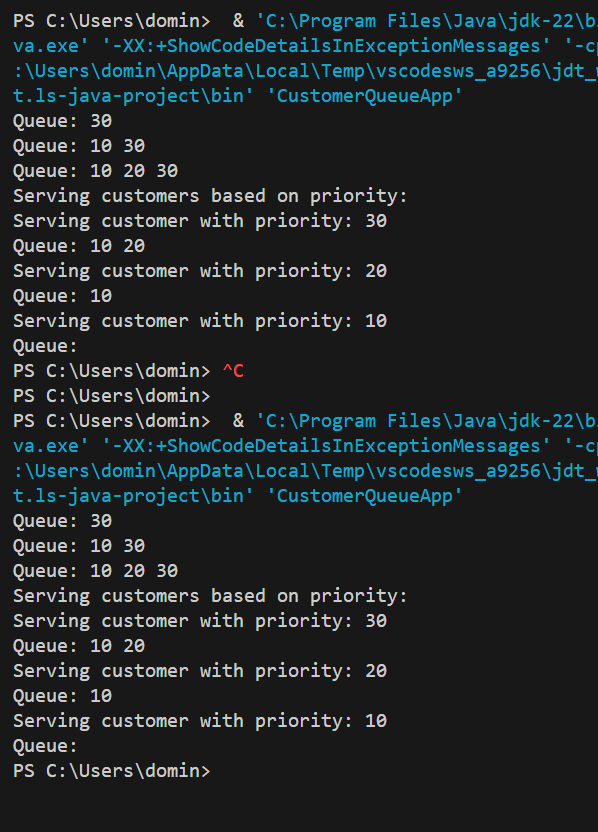 PS C:\Users\domin>  & 'C:\Program Files\Java\jdk-22\b
va.exe' '-XX:+ShowCodeDetailsInExceptionMessages' '-c
:\Users\domin\AppData\Local\Temp\vscodesws_a9256\jdt_
t.ls-java-project\bin' 'CustomerQueueApp'
Queue: 30
Queue: 10 30
Queue: 10 20 30
Serving customers based on priority:
Serving customer with priority: 30
Queue: 10 20
Serving customer with priority: 20
Queue: 10
Serving customer with priority: 10
Queue:
PS C:\Users\domin> ^C
PS C:\Users\domin>
PS C:\Users\domin>  & 'C:\Program Files\Java\jdk-22\b
va.exe' '-XX:+ShowCodeDetailsInExceptionMessages' '-c
:\Users\domin\AppData\Local\Temp\vscodesws_a9256\jdt_
t.ls-java-project\bin' 'CustomerQueueApp'
Queue: 30
Queue: 10 30
Queue: 10 20 30
Serving customers based on priority:
Serving customer with priority: 30
Queue: 10 20
Serving customer with priority: 20
Queue: 10
Serving customer with priority: 10
Queue:
PS C:\Users\domin>